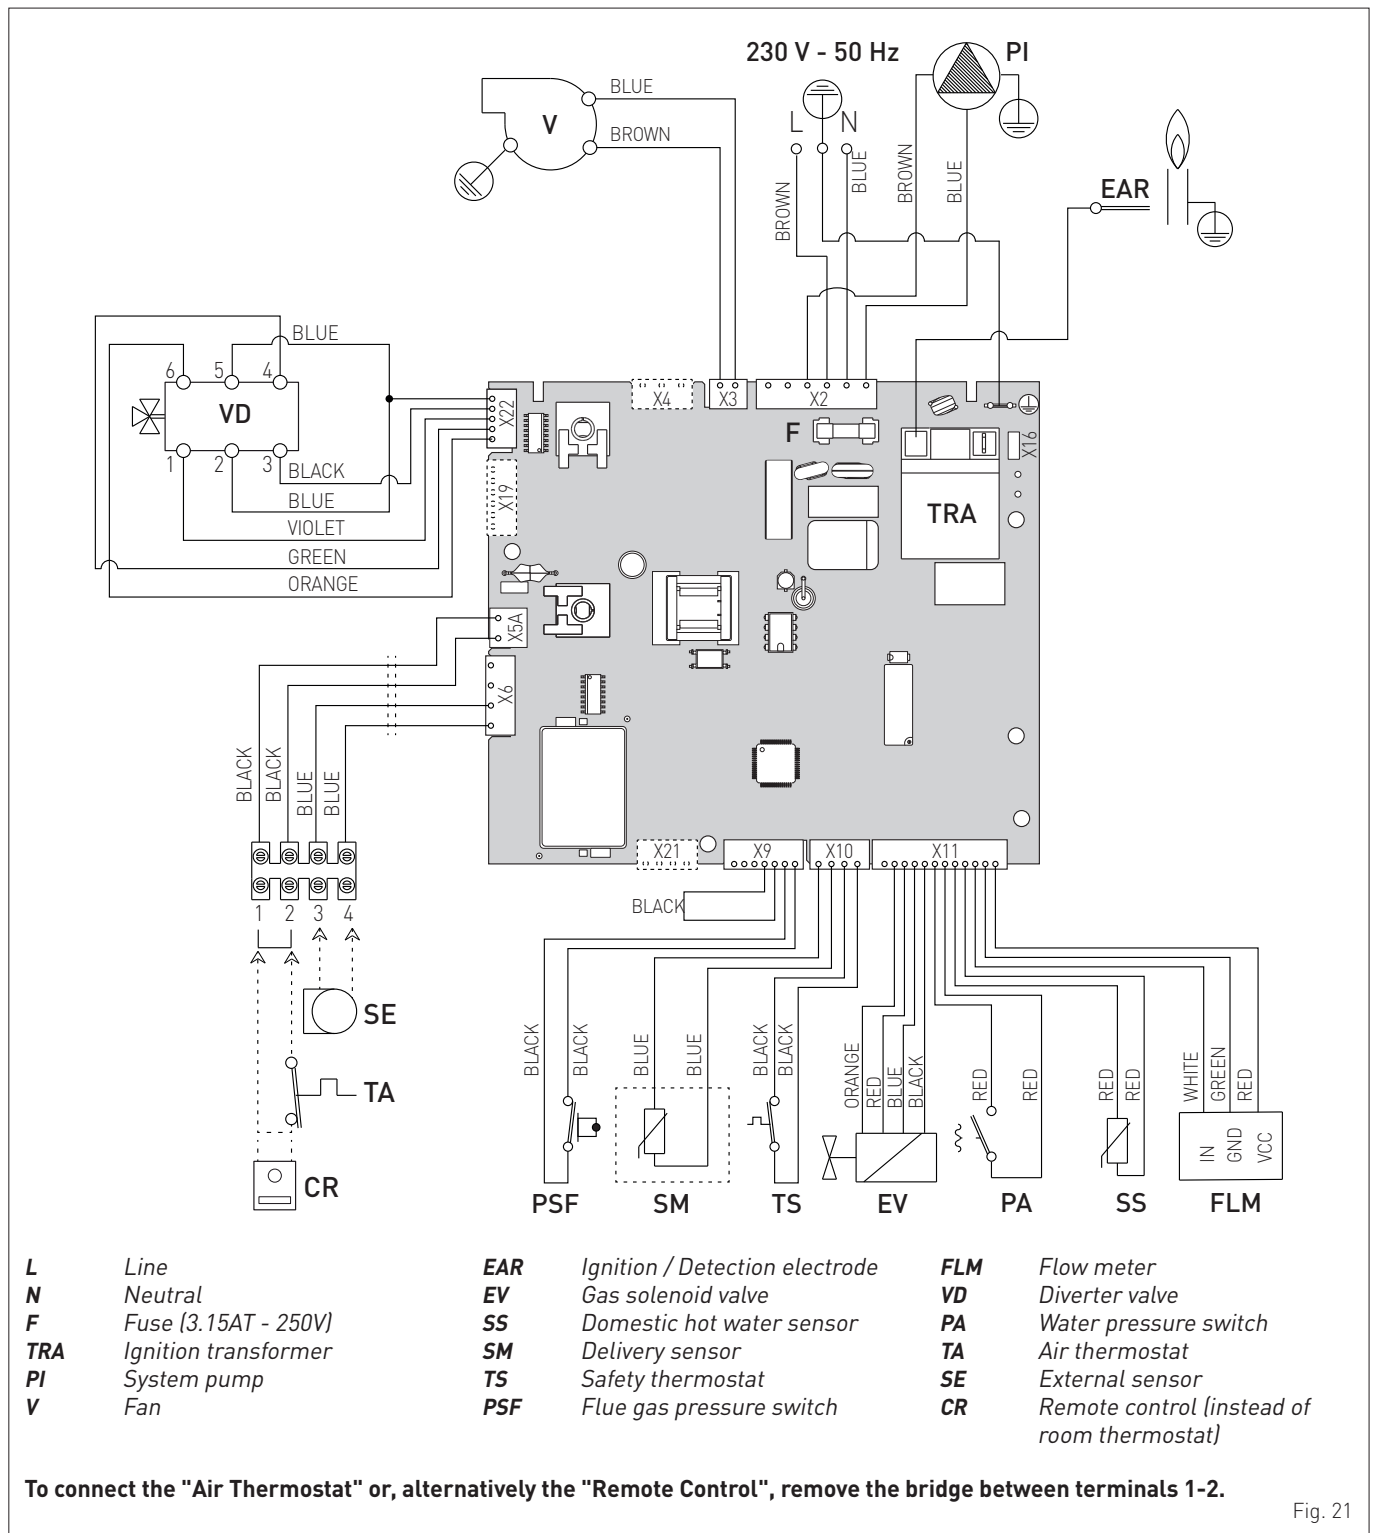 230 V - 50 Hz
PI
BLUE
V
BROWN
L
N
BROWN
BLUE
BROWN
BLUE
EAR
BLUE
6
5
4
VD
1
2
3
BLACK
BLUE
VIOLET
GREEN
ORANGE
X22
X4
X3
X2
F
X16
X19
TRA
X5A
X6
BLACK
BLACK
BLUE
BLUE
X21
X9
X10
X11
1
2
3
4
BLACK
SE
TA
CR
BLACK
BLACK
BLUE
BLUE
BLACK
BLACK
ORANGE
RED
BLUE
BLACK
RED
RED
RED
RED
WHITE
GREEN
RED
IN
GND
VCC
PSF
SM
TS
EV
PA
SS
FLM
L Line
N Neutral
F Fuse (3.15AT - 250V)
TRA Ignition transformer
PI System pump
V Fan
EAR Ignition / Detection electrode
EV Gas solenoid valve
SS Domestic hot water sensor
SM Delivery sensor
TS Safety thermostat
PSF Flue gas pressure switch
FLM Flow meter
VD Diverter valve
PA Water pressure switch
TA Air thermostat
SE External sensor
CR Remote control (instead of
room thermostat)
To connect the "Air Thermostat" or, alternatively the "Remote Control", remove the bridge between terminals 1-2.
Fig. 21